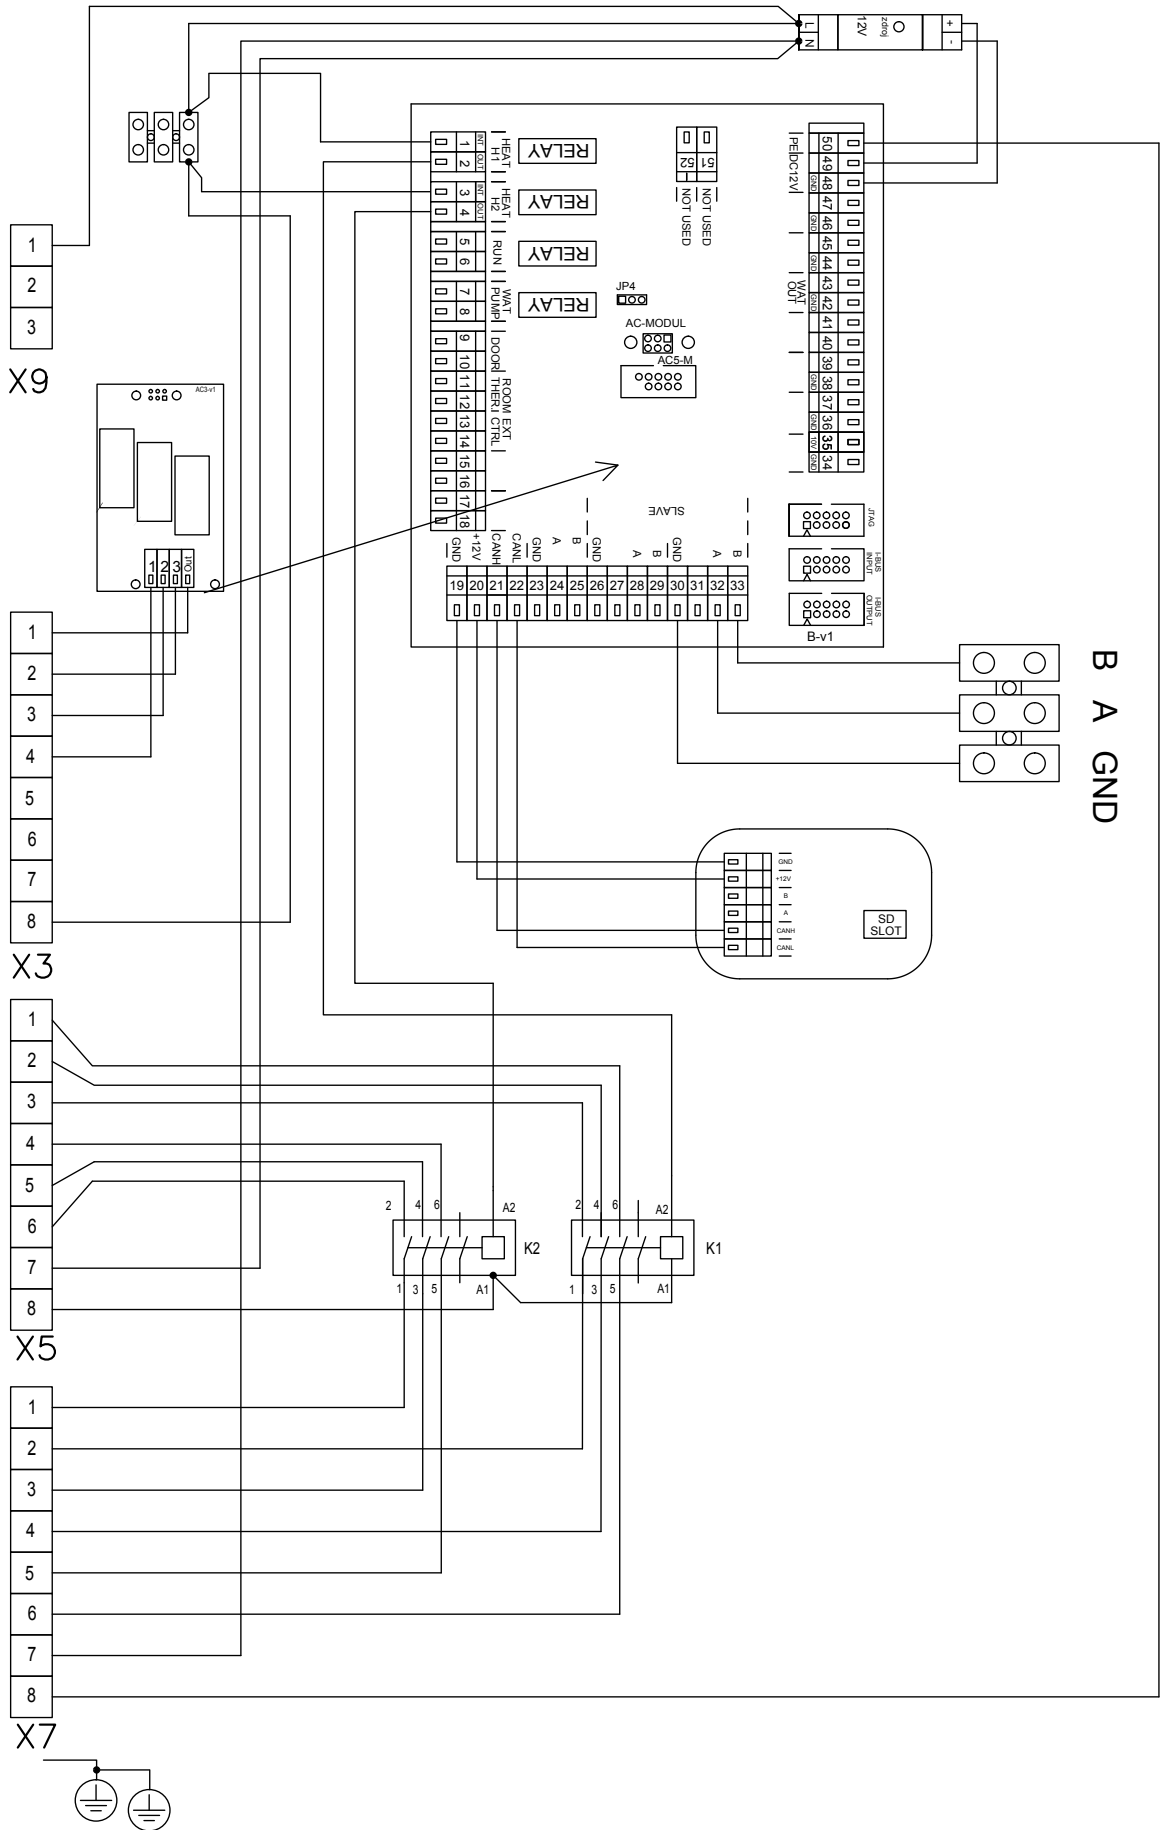 L
N
12V
zdroj
+
-
1
2
3
X9
AC3-v1
1
2
3
OUT
1
2
3
4
5
6
7
8
X3
1 INT
2 OUT
HEAT
H1
RELAY
3 INT
4 OUT
HEAT
H2
RELAY
5
6
RUN
RELAY
7
8
WAT
PUMP
RELAY
9
10
DOOR
11
12
13
14
ROOM EXT
THER.I CTRL
15
16
17
18
52
51
NOT USED
NOT USED
JP4
AC-MODUL
AC5-M
PE
DC12V
50
49
48 GND
47
46 GND
45
44 GND
43
42 GND
WAT
OUT
41
40
39
38 GND
37
36 GND
35 10V
34 GND
SLAVE
JTAG
I-BUS
INPUT
I-BUS
OUTPUT
B-v1
GND
+12V
CANH
CANL
GND
A
B
GND
A
B
GND
A
B
19
20
21
22
23
24
25
26
27
28
29
30
31
32
33
B
A
GND
GND
+12V
B
A
CANH
CANL
SD
SLOT
1
2
3
4
5
6
7
8
X5
2
4
6
A2
K2
1
3
5
A1
2
4
6
A2
K1
1
3
5
A1
1
2
3
4
5
6
7
8
X7